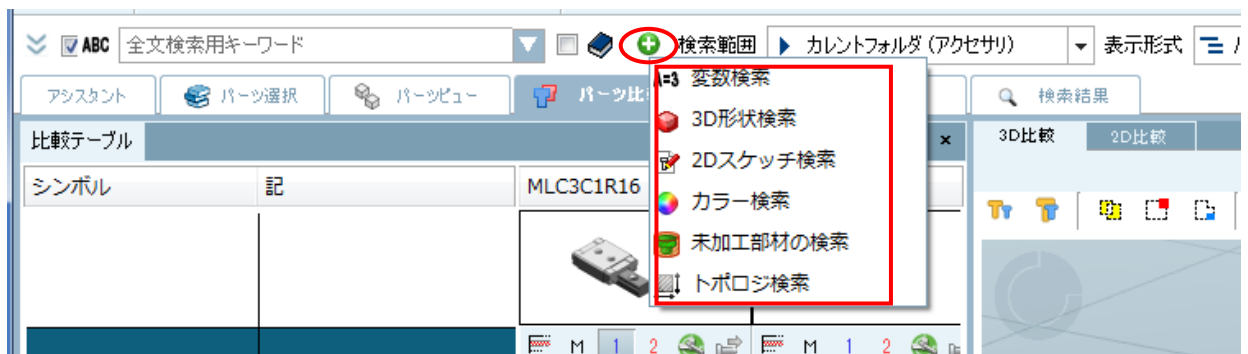 ABC 全文検索用キーワード 検索範囲 カレントフォルダ (アクセサリ) 表示形式
アシスタント パーツ選択 パーツビュー パーツ比 検索結果
A=3 変数検索
3D形状検索
2Dスケッチ検索
カラー検索
未加工部材の検索
トポロジ検索
比較テーブル × 3D比較 2D比較
シンボル 記 MLC3C1R16
M 1 2 M 1 2